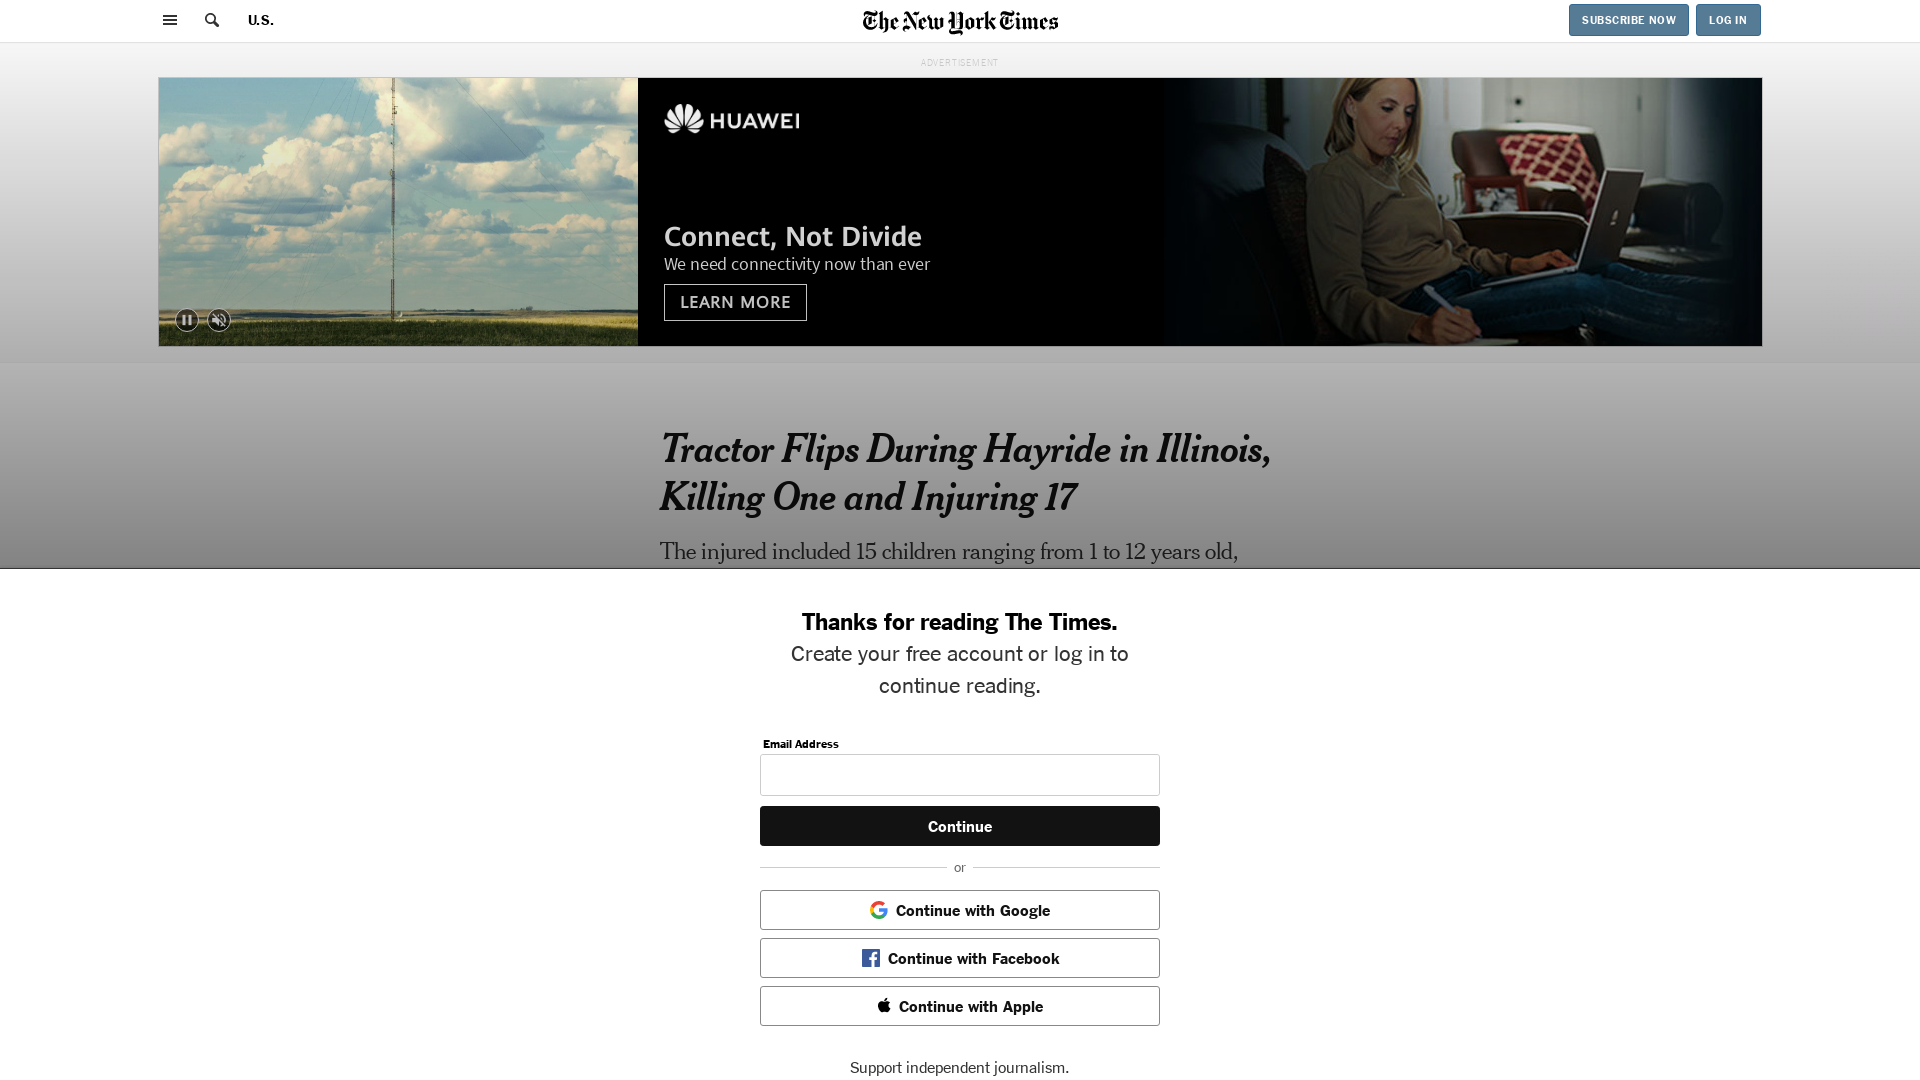 U.S.
The New York Times
SUBSCRIBE NOW
LOG IN
ADVERTISEMENT
HUAWEI
Connect, Not Divide
We need connectivity now than ever
LEARN MORE
Tractor Flips During Hayride in Illinois,
Killing One and Injuring 17
The injured included 15 children ranging from 1 to 12 years old,
Thanks for reading The Times.
Create your free account or log in to
continue reading.
Email Address
Continue
or
Continue with Google
Continue with Facebook
Continue with Apple
Support independent journalism.